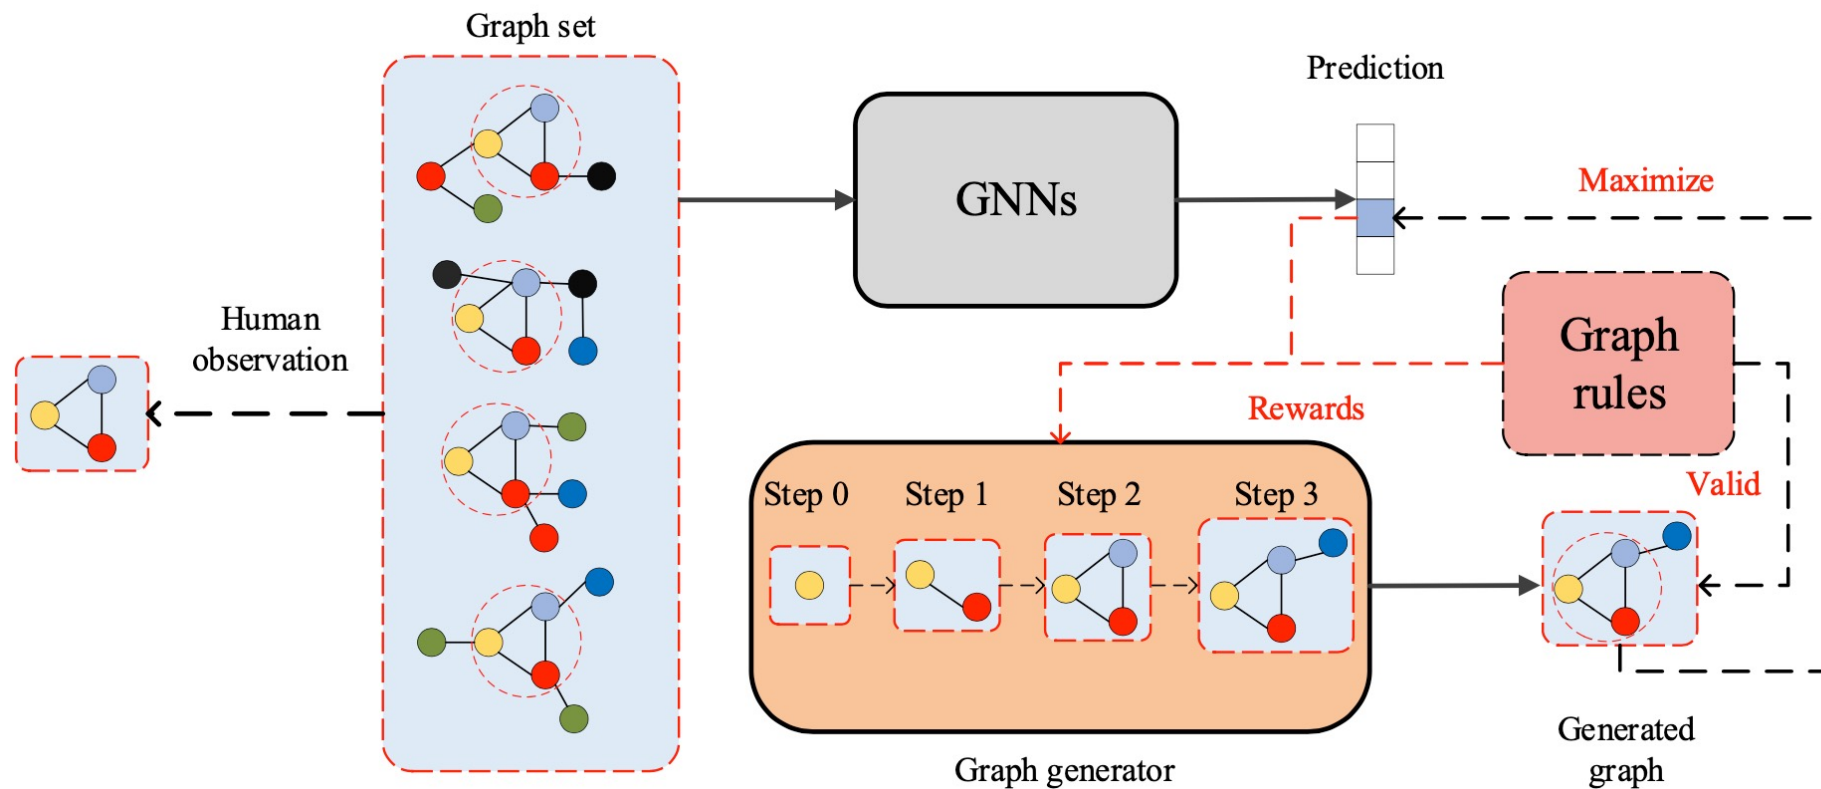 Graph set
Prediction
GNNs
Maximize
Human
observation
Graph
rules
Rewards
Valid
Step 0
Step 1
Step 2
Step 3
Graph generator
Generated
graph